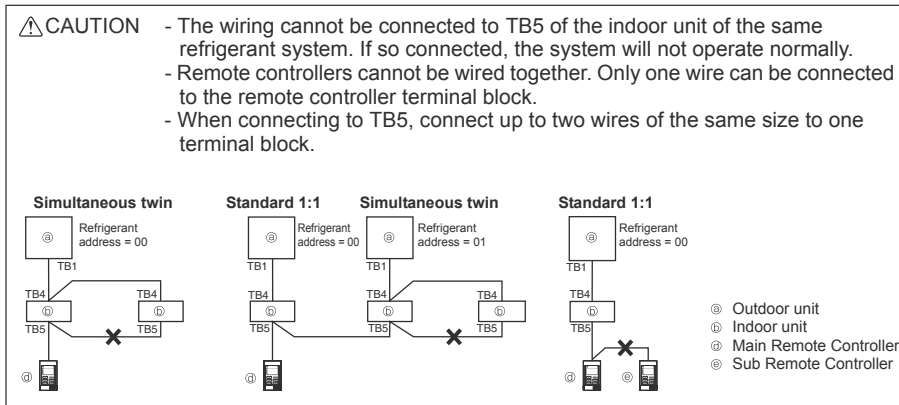 ⚠CAUTION - The wiring cannot be connected to TB5 of the indoor unit of the same
refrigerant system. If so connected, the system will not operate normally.
- Remote controllers cannot be wired together. Only one wire can be connected
to the remote controller terminal block.
- When connecting to TB5, connect up to two wires of the same size to one
terminal block.
Simultaneous twin
ⓐ
Refrigerant
address = 00
TB1
TB4 TB4
ⓑ ⓑ
TB5 TB5
ⓓ
Standard 1:1 Simultaneous twin
ⓐ
Refrigerant
address = 00
ⓐ
Refrigerant
address = 01
TB1 TB1
TB4 TB4 TB4
ⓑ ⓑ ⓑ
TB5 TB5 TB5
ⓓ
Standard 1:1
ⓐ
Refrigerant
address = 00
TB1
TB4
ⓑ
TB5
ⓓ ⓔ
ⓐ Outdoor unit
ⓑ Indoor unit
ⓓ Main Remote Controller
ⓔ Sub Remote Controller